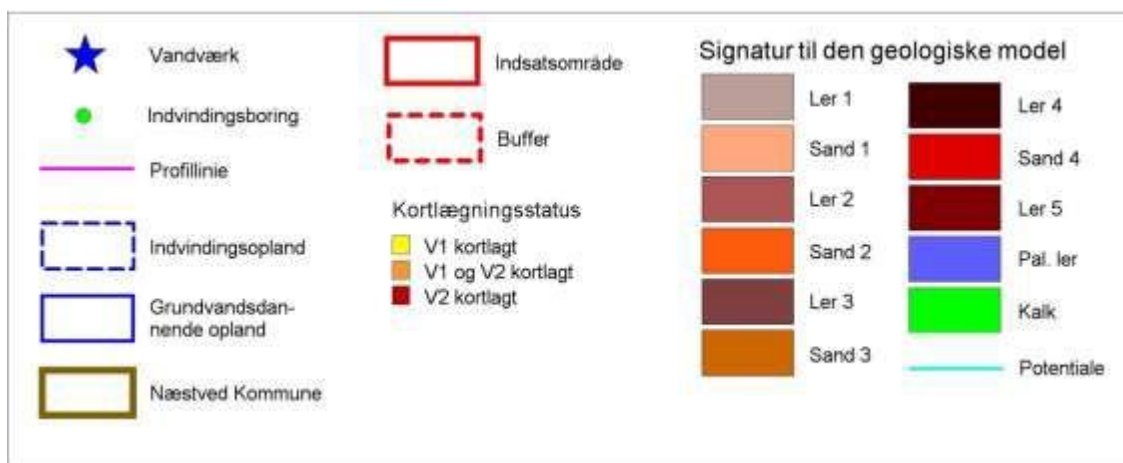 Vandværk
Indvindingsboring
Profillinie
Indvindingsopland
Grundvandsdan-
nende opland
Næstved Kommune
Indsatsområde
Buffer
Kortlægningsstatus
V1 kortlagt
V1 og V2 kortlagt
V2 kortlagt
Signatur til den geologiske model
Ler 1
Sand 1
Ler 2
Sand 2
Ler 3
Sand 3
Ler 4
Sand 4
Ler 5
Pal. ler
Kalk
Potentiale